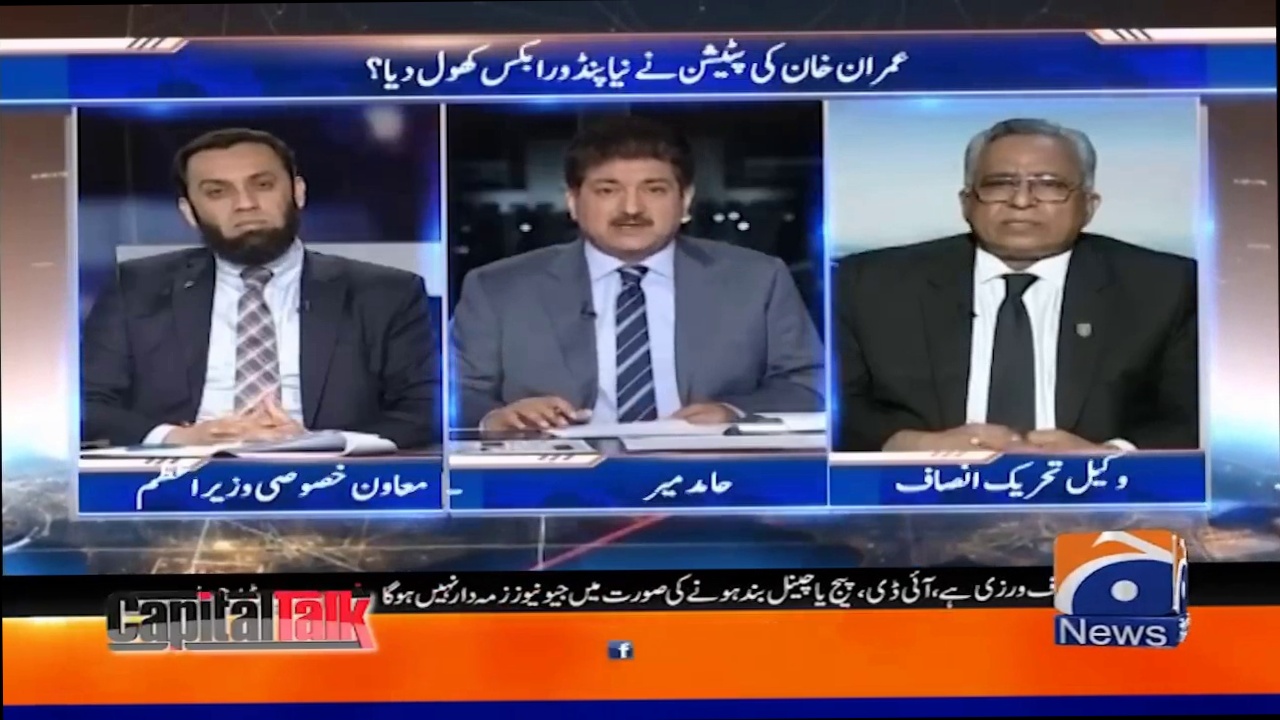 عمران خان کی پٹیشن نے نیا پنڈورا بکس کھول دیا؟
معاون خصوصی وزیر اعظم
حامد میر
وکیل تحریک انصاف
ف ورزی ہے، آئی ڈی، پیج یا چینل بند ہونے کی صورت میں جیو نیوز زمہ دار نہیں ہوگا
Capital Talk
News
f